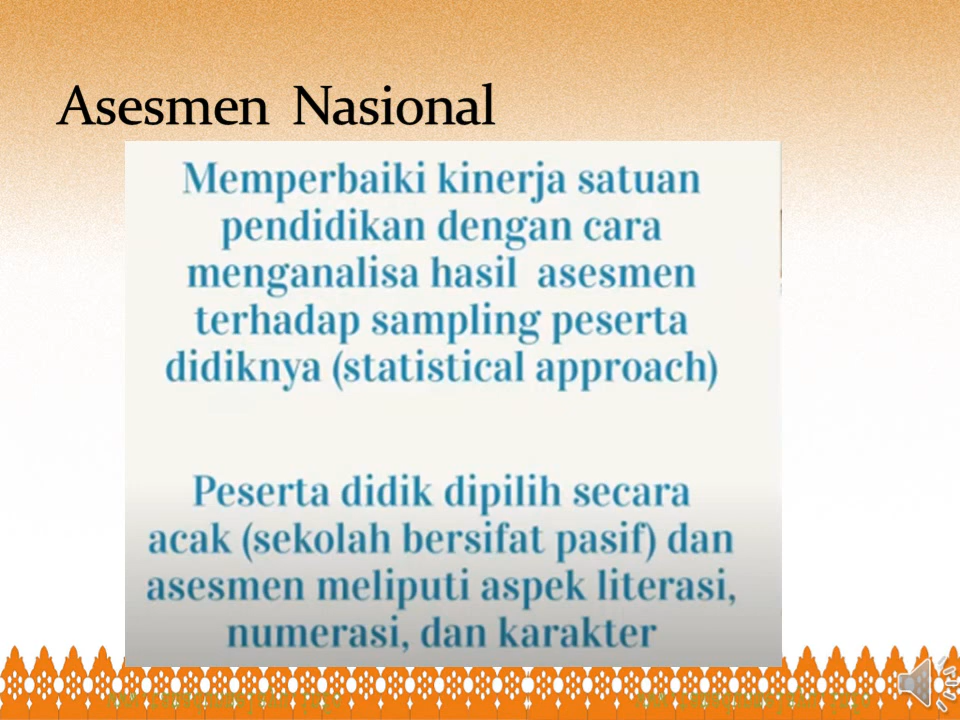 Asesmen Nasional
Memperbaiki kinerja satuan
pendidikan dengan cara
menganalisa hasil asesmen
terhadap sampling peserta
didiknya (statistical approach)
Peserta didik dipilih secara
acak (sekolah bersifat pasif) dan
asesmen meliputi aspek literasi,
numerasi, dan karakter